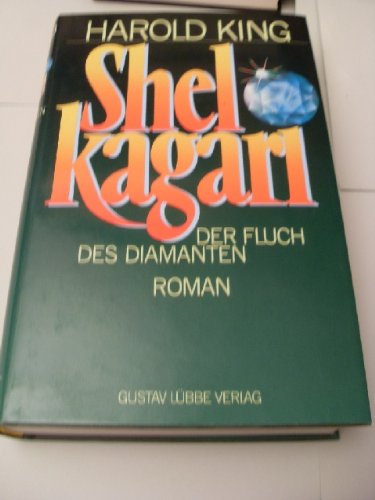 HAROLD KING
Shel
kagari
DER FLUCH
DES DIAMANTEN
ROMAN
GUSTAV LÜBBE VERLAG